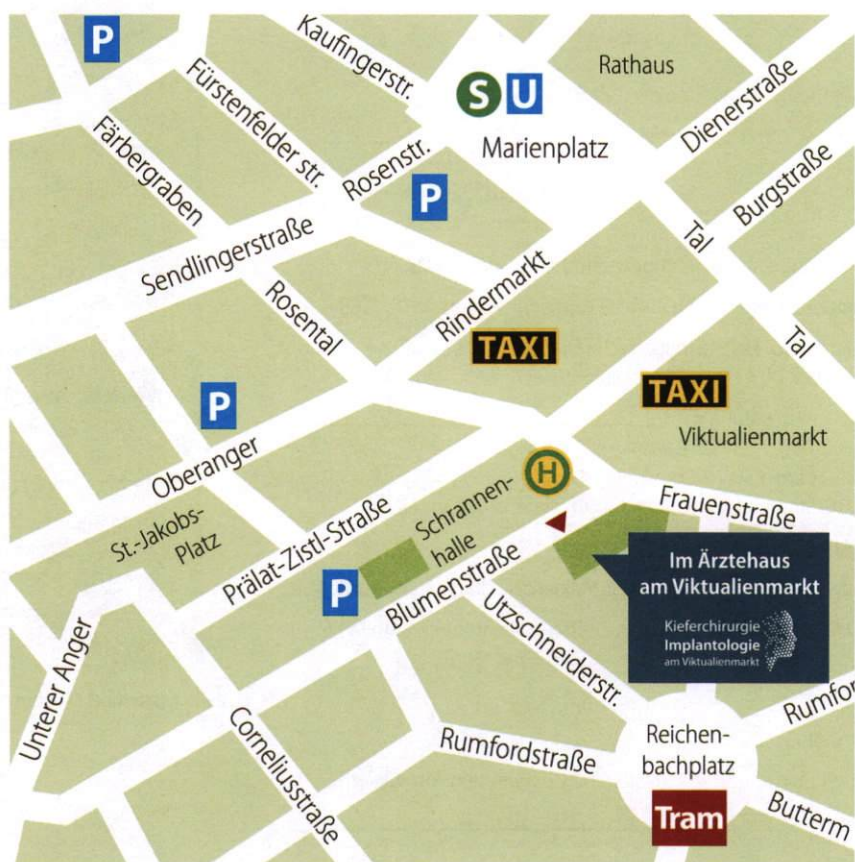 P
Kaufingerstr.
Rathaus
S U
Marienplatz
Dienerstraße
Fürstenfelder str.
Färbergraben
Rosenstr.
P
Burgstraße
Tal
Sendlingerstraße
Rosental
Rindermarkt
TAXI
Tal
TAXI
P
Viktualienmarkt
Oberanger
H
Frauenstraße
St.-Jakobs-
Platz
Prälat-Zistl-Straße
Schrannen-
halle
P
Blumenstraße
Im Ärztehaus
am Viktualienmarkt
Kieferchirurgie
Implantologie
am Viktualienmarkt
Utzschneiderstr.
Unterer Anger
Corneliusstraße
Rumfordstraße
Reichen-
bachplatz
Rumfor
Tram
Butterm